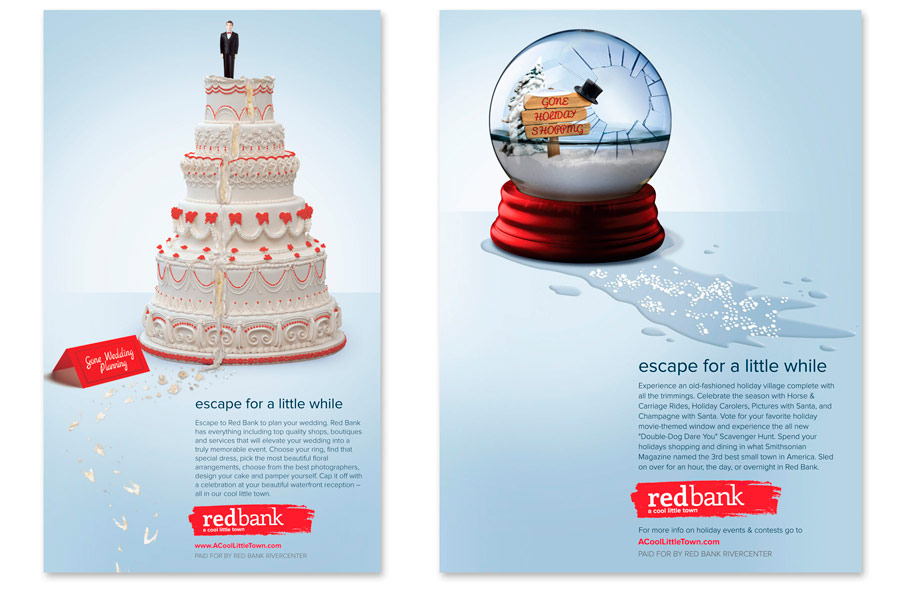 Gone Wedding
Planning
escape for a little while
Escape to Red Bank to plan your wedding. Red Bank
has everything including top quality shops, boutiques
and services that will elevate your wedding into a
truly memorable event. Choose your ring, find that
special dress, pick the most beautiful floral
arrangements, choose from the best photographers,
design your cake and pamper yourself. Cap it off with
a celebration at your beautiful waterfront reception –
all in our cool little town.
redbank
a cool little town
www.ACoolLittleTown.com
PAID FOR BY RED BANK RIVERCENTER
GONE
HOLIDAY
SHOPPING
escape for a little while
Experience an old-fashioned holiday village complete with
all the trimmings. Celebrate the season with Horse &
Carriage Rides, Holiday Carolers, Pictures with Santa, and
Champagne with Santa. Vote for your favorite holiday
movie-themed window and experience the all new
"Double-Dog Dare You" Scavenger Hunt. Spend your
holidays shopping and dining in what Smithsonian
Magazine named the 3rd best small town in America. Sled
on over for an hour, the day, or overnight in Red Bank.
redbank
a cool little town
For more info on holiday events & contests go to
ACoolLittleTown.com
PAID FOR BY RED BANK RIVERCENTER